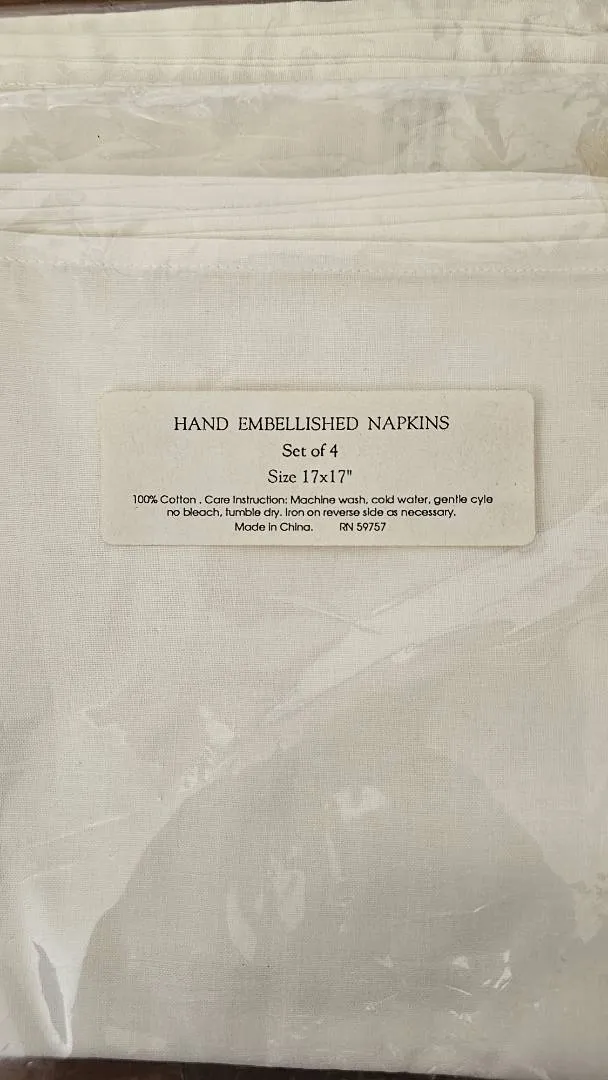 HAND EMBELLISHED NAPKINS
Set of 4
Size 17x17"
100% Cotton . Care Instruction: Machine wash, cold water, gentle cyle
no bleach, tumble dry. Iron on reverse side as necessary.
Made in China. RN 59757